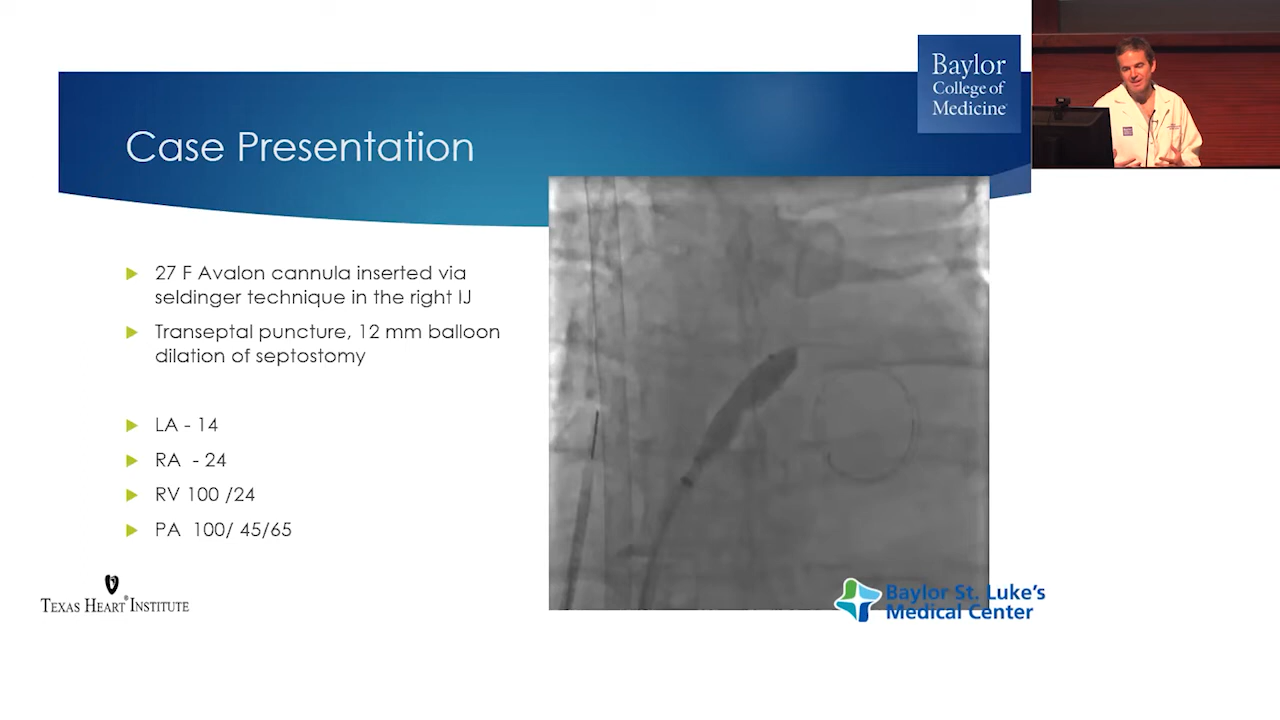 Baylor
College of
Medicine
Case Presentation
27 F Avalon cannula inserted via
seldinger technique in the right IJ
Transeptal puncture, 12 mm balloon
dilation of septostomy
LA - 14
RA - 24
RV 100 /24
PA 100/ 45/65
TEXAS HEART® INSTITUTE
Baylor St. Luke's
Medical Center